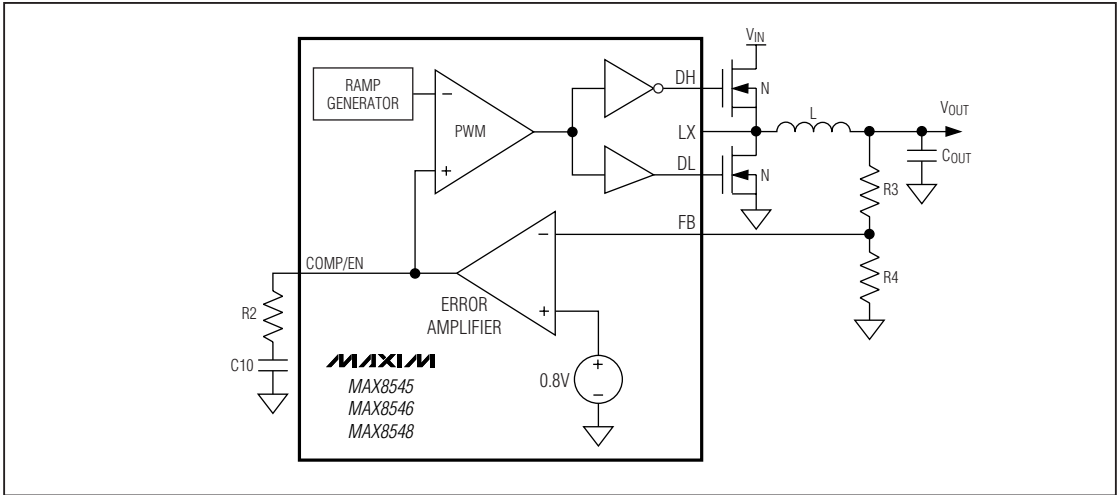 RAMP
GENERATOR
−
+
PWM
DH
LX
DL
FB
VIN
N
N
L
VOUT
COUT
R3
R4
COMP/EN
R2
C10
ERROR
AMPLIFIER
−
+
0.8V
+
−
MAXIM
MAX8545
MAX8546
MAX8548